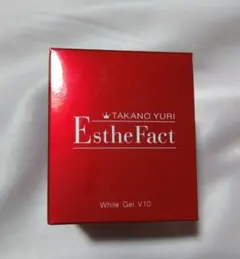 TAKANO YURI
EstheFact
White Gel V10